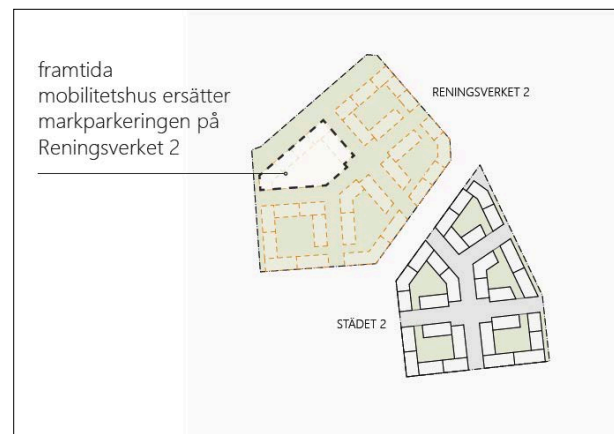 framtida
mobilitetshus ersätter
markparkeringen på
Reningsverket 2
RENINGSVERKET 2
STÄDET 2